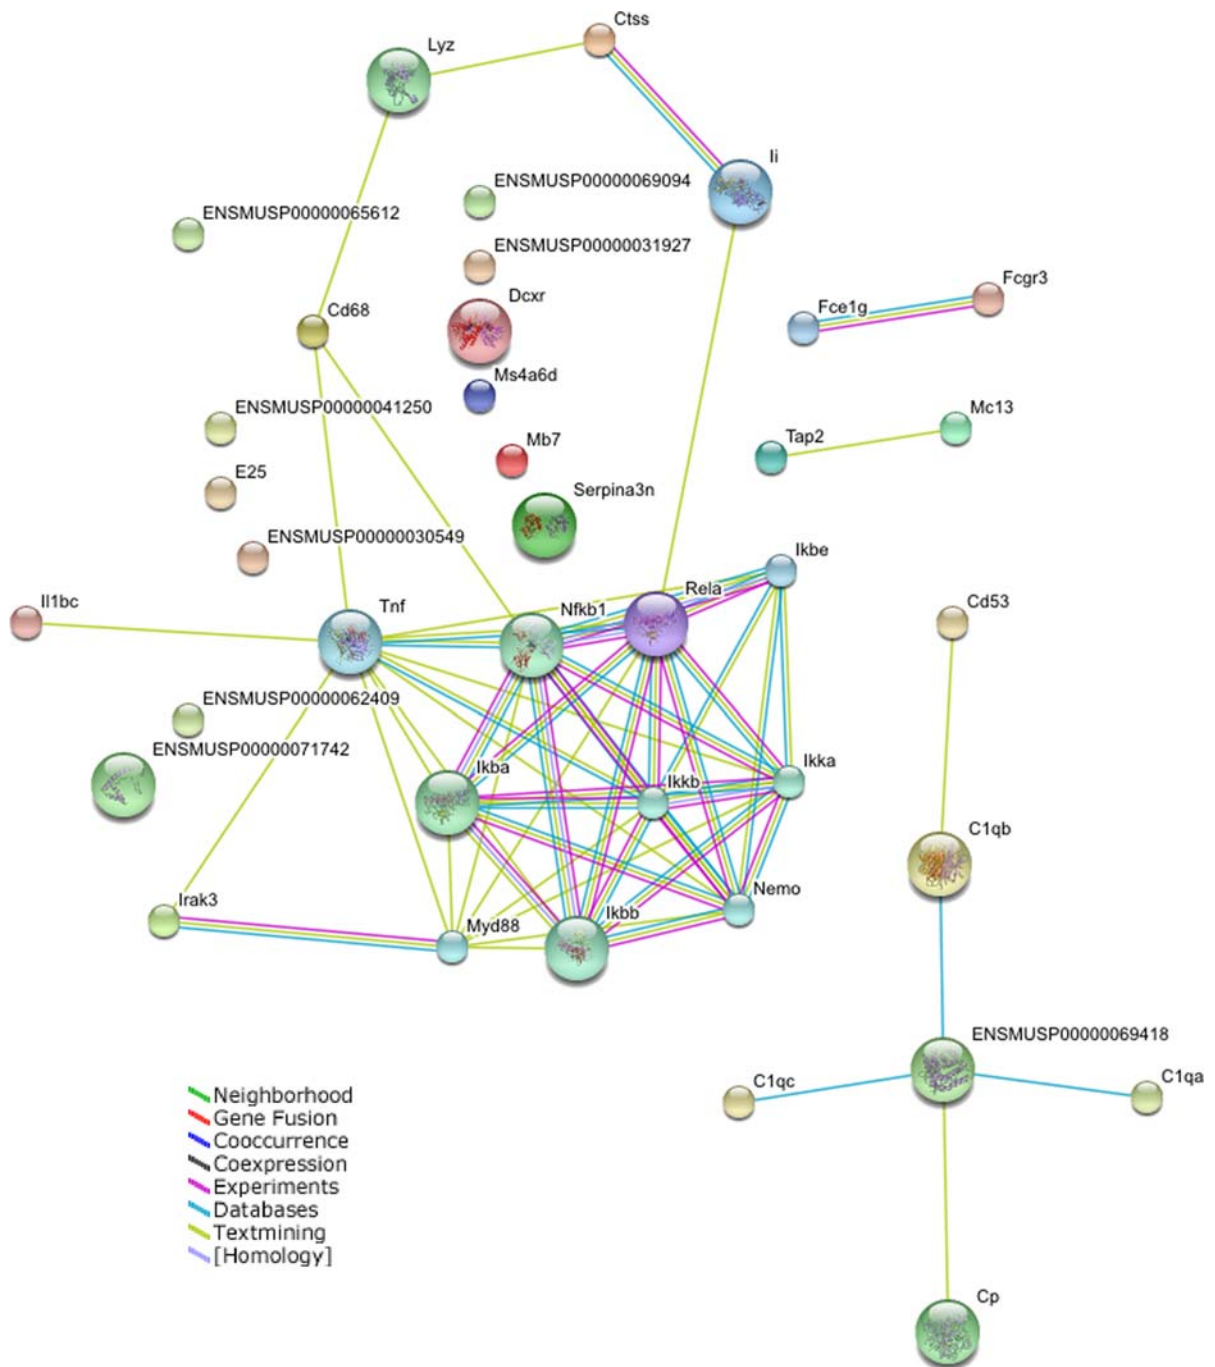 Ctss
Lyz
Ii
ENSMUSP00000069094
ENSMUSP00000065612
ENSMUSP00000031927
Fcgr3
Dcxr
Fce1g
Cd68
Ms4a6d
ENSMUSP00000041250
Mc13
Mb7
Tap2
E25
Serpina3n
ENSMUSP00000030549
Ikbe
Rela
Il1bc
Tnf
Nfkb1
Cd53
ENSMUSP00000062409
ENSMUSP00000071742
Ikba
Ikkb
Ikka
C1qb
Nemo
Irak3
Ikbb
Myd88
ENSMUSP00000069418
C1qc
C1qa
Neighborhood
Gene Fusion
Cooccurrence
Coexpression
Experiments
Databases
Textmining
[Homology]
Cp